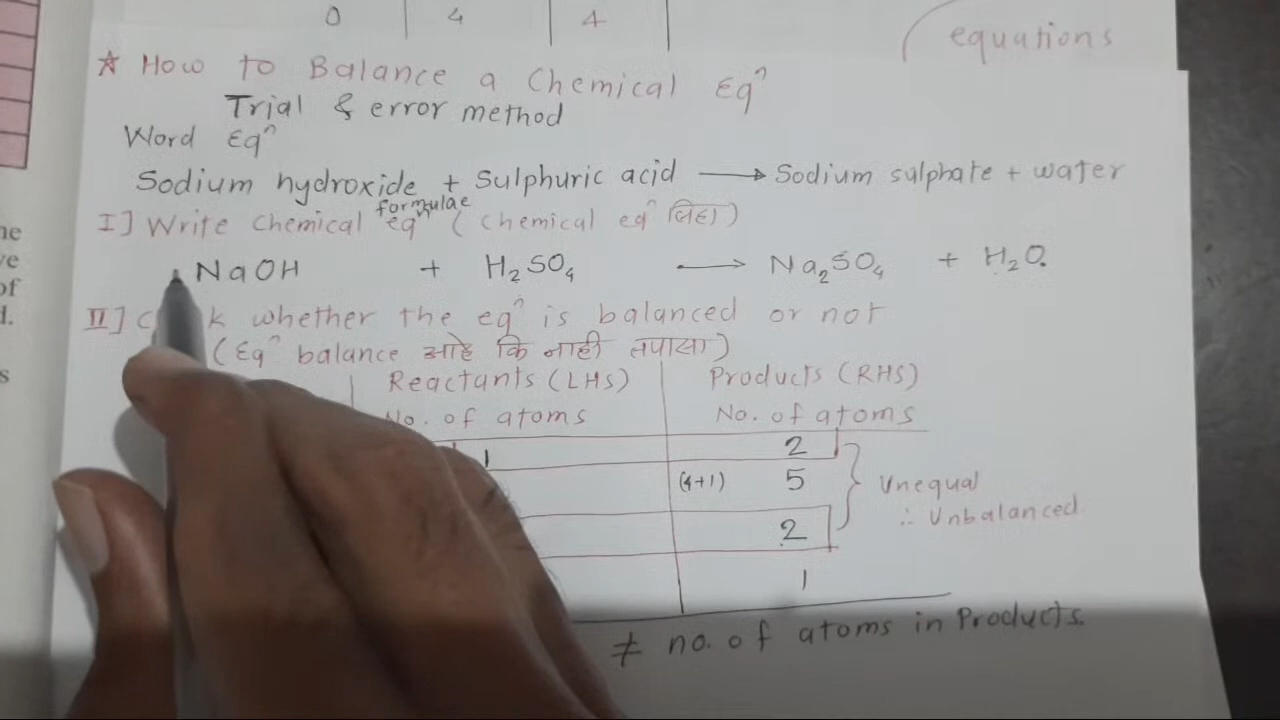 0 4 4
equations
☆ How to Balance a Chemical Eqⁿ
Trial & error method
Word Eqⁿ
Sodium hydroxide + Sulphuric acid → Sodium sulphate + water
formulae
I] Write Chemical eqⁿ (chemical eqⁿ लिहा)
NaOH + H₂SO₄ → Na₂SO₄ + H₂O.
II] whether the eqⁿ is balanced or not
(Eqⁿ balance आहे कि नाही तपासा)
Reactants (LHS) Products (RHS)
No. of atoms No. of atoms
1 2
(4+1) 5 Unequal
∴ Unbalanced
2
1
≠ no. of atoms in Products.